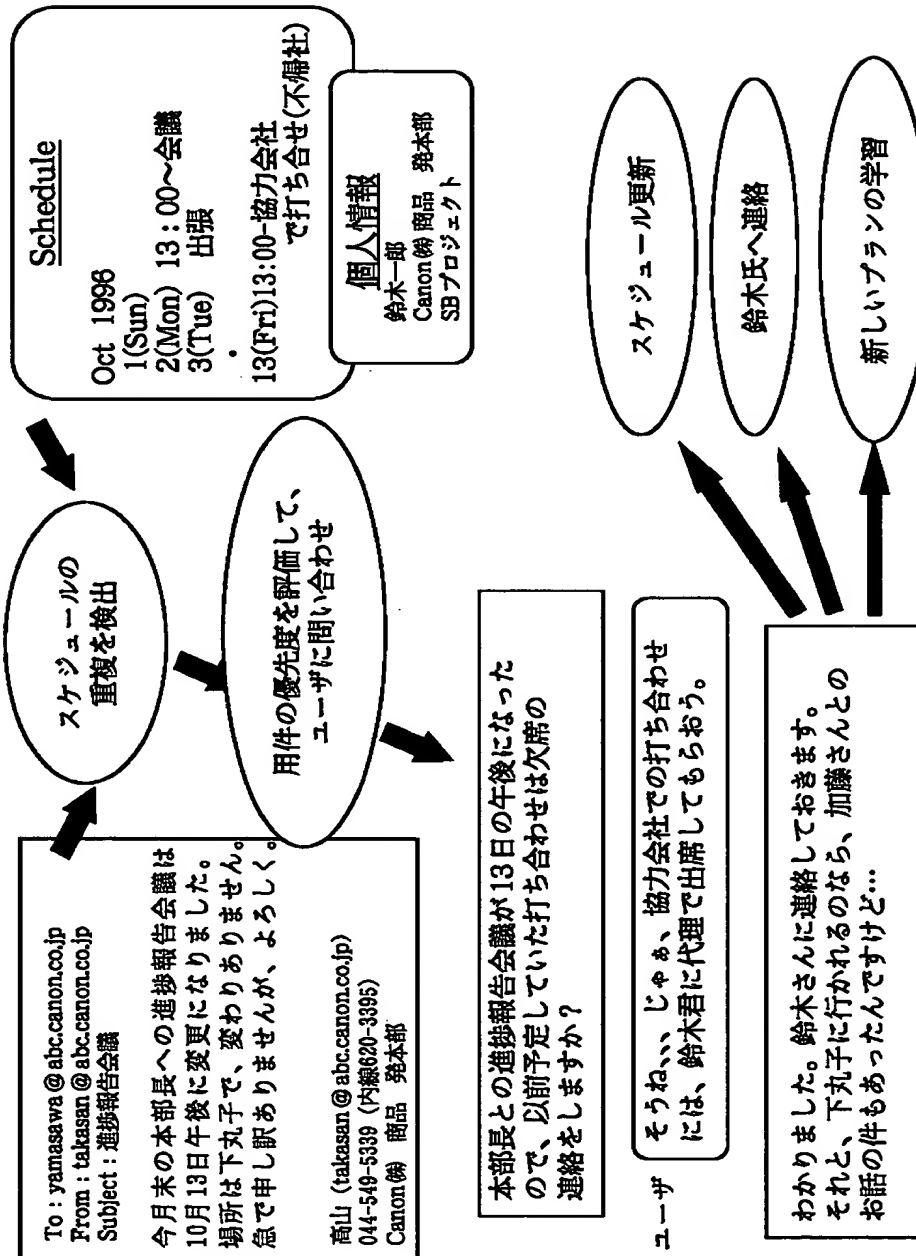 To : yamasawa@abc.canon.co.jp
From : takasan@abc.canon.co.jp
Subject : 進捗報告会議
今月末の本部長への進捗報告会議は
10月13日午後に変更になりました。
場所は下丸子で、変わりありません。
急で申し訳ありませんが、よろしく。
高山 (takasan@abc.canon.co.jp)
044-549-5339 (内線620-3395)
Canon㈱ 商品 発本部
スケジュールの
重複を検出
Schedule
Oct 1998
1(Sun)
2(Mon) 13:00〜会議
3(Tue) 出張
・
13(Fri)13:00-協力会社
で打ち合せ(不帰社)
個人情報
鈴木一郎
Canon㈱ 商品 発本部
SBプロジェクト
用件の優先度を評価して、
ユーザに問い合わせ
本部長との進捗報告会議が13日の午後になった
ので、以前予定していた打ち合わせは欠席の
連絡をしますか?
ユーザ
そうね、、、じゃぁ、協力会社での打ち合わせ
には、鈴木君に代理で出席してもらおう。
わかりました。鈴木さんに連絡しておきます。
それと、下丸子に行かれるのなら、加藤さんとの
お話の件もあったんですけど…
スケジュール更新
鈴木氏へ連絡
新しいプランの学習